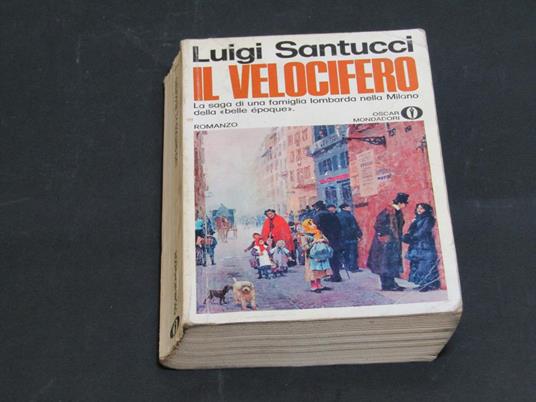 Luigi Santucci
IL VELOCIFERO
La saga di una famiglia lombarda nella Milano
della «belle époque».
ROMANZO
OSCAR
MONDADORI